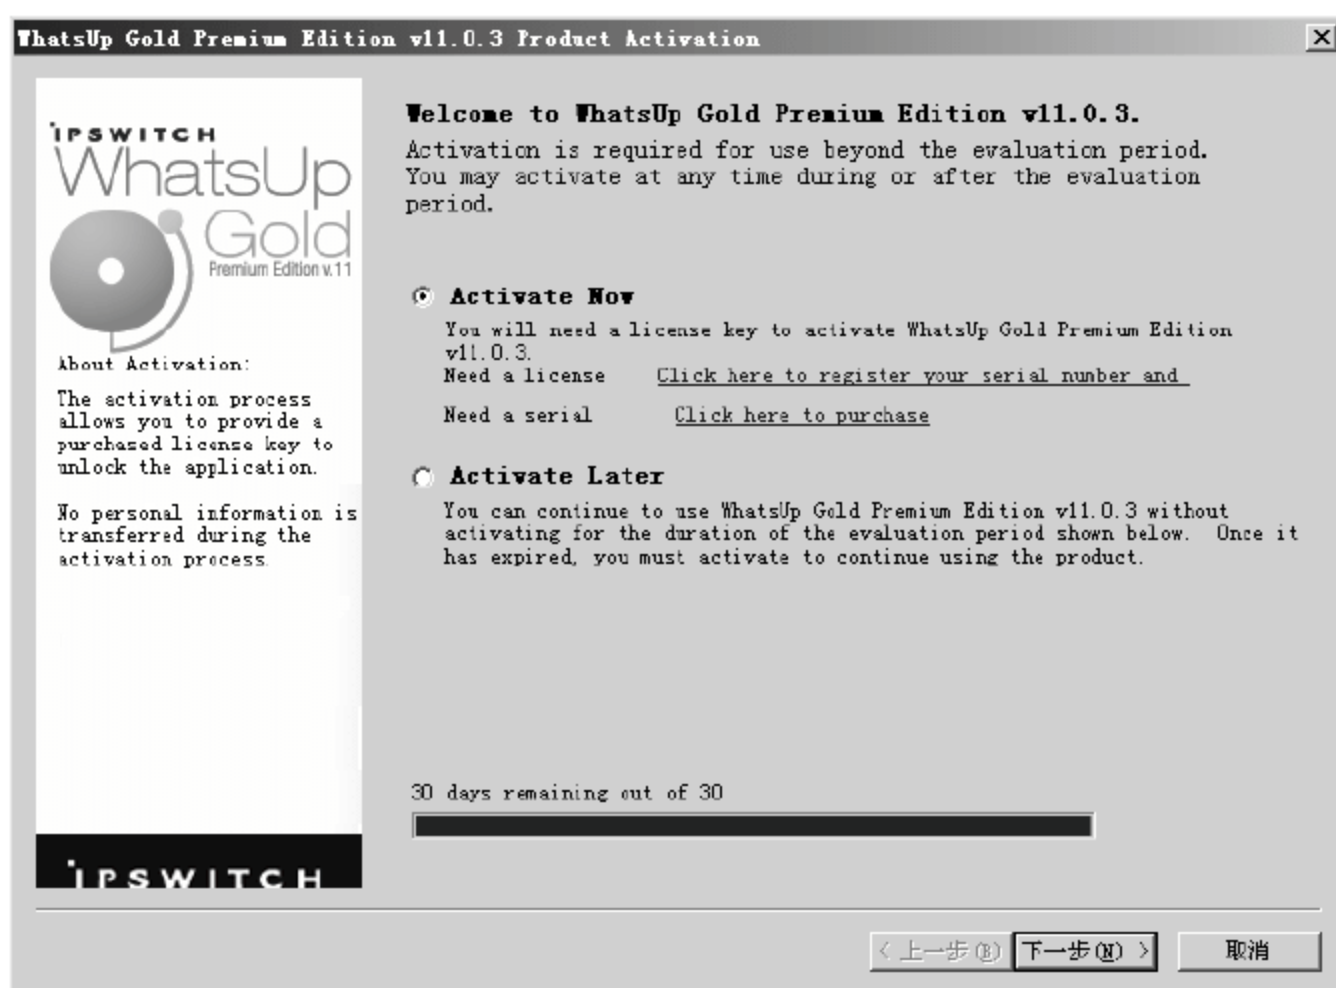 WhatsUp Gold Premium Edition v11.0.3 Product Activation
IPSWITCH
WhatsUp
Gold
Premium Edition v.11
About Activation:
The activation process
allows you to provide a
purchased license key to
unlock the application.
No personal information is
transferred during the
activation process.
IPSWITCH
Welcome to WhatsUp Gold Premium Edition v11.0.3.
Activation is required for use beyond the evaluation period.
You may activate at any time during or after the evaluation
period.
Activate Now
You will need a license key to activate WhatsUp Gold Premium Edition
v11.0.3.
Need a license Click here to register your serial number and
Need a serial Click here to purchase
Activate Later
You can continue to use WhatsUp Gold Premium Edition v11.0.3 without
activating for the duration of the evaluation period shown below. Once it
has expired, you must activate to continue using the product.
30 days remaining out of 30
< 上一步(B) 下一步(N) > 取消